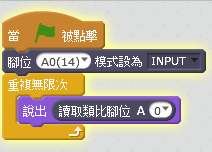 當 被點擊
腳位 A0(14) 模式設為 INPUT
重複無限次
說出 讀取類比腳位 A 0